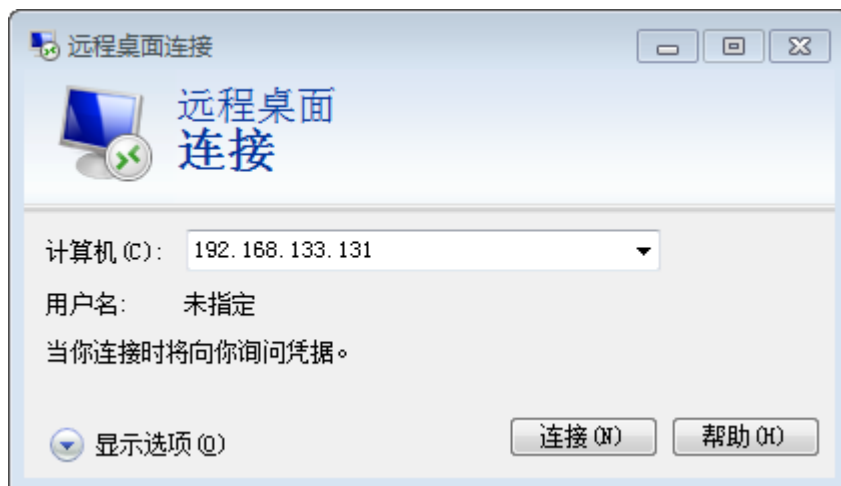 远程桌面连接
远程桌面
连接
计算机(C): 192.168.133.131
用户名: 未指定
当你连接时将向你询问凭据。
显示选项(O) 连接(N) 帮助(H)